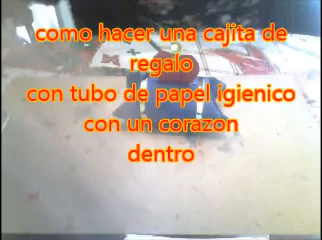 como hacer una cajita de
regalo
con tubo de papel igienico
con un corazon
dentro